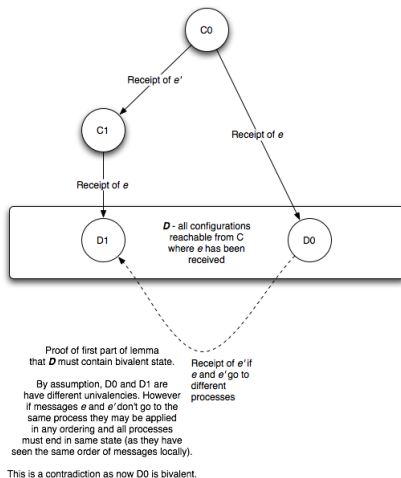 C0
Receipt of e'
C1
Receipt of e
Receipt of e
D - all configurations
reachable from C
where e has been
received
D1
D0
Proof of first part of lemma
that D must contain bivalent state.
By assumption, D0 and D1 are
have different univalencies. However
if messages e and e' don't go to the
same process they may be applied
in any ordering and all processes
must end in same state (as they have
seen the same order of messages locally).
This is a contradiction as now D0 is bivalent.
Receipt of e' if
e and e' go to
different
processes